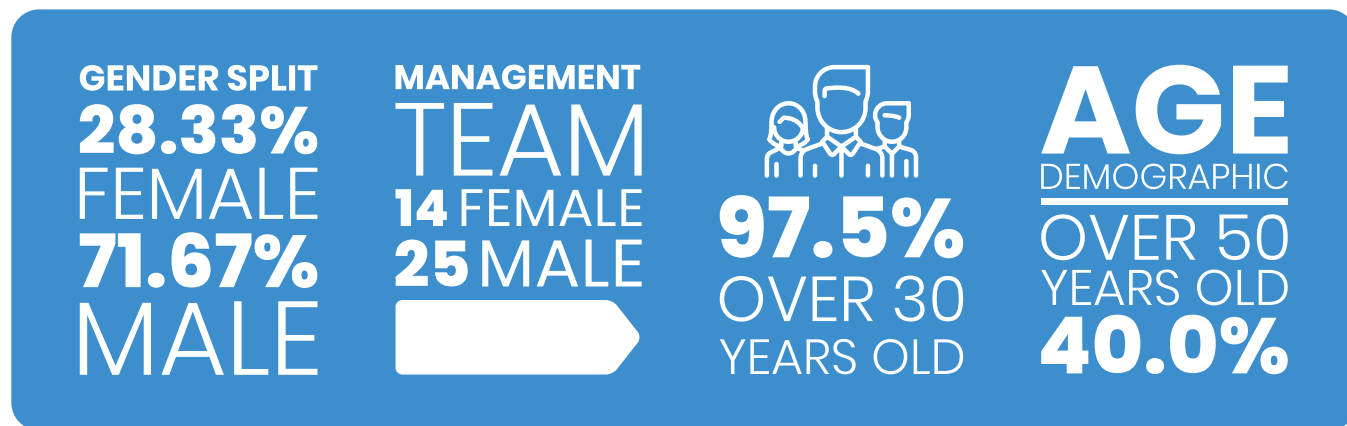 GENDER SPLIT
28.33%
FEMALE
71.67%
MALE
MANAGEMENT
TEAM
14 FEMALE
25 MALE
97.5%
OVER 30
YEARS OLD
AGE
DEMOGRAPHIC
OVER 50
YEARS OLD
40.0%